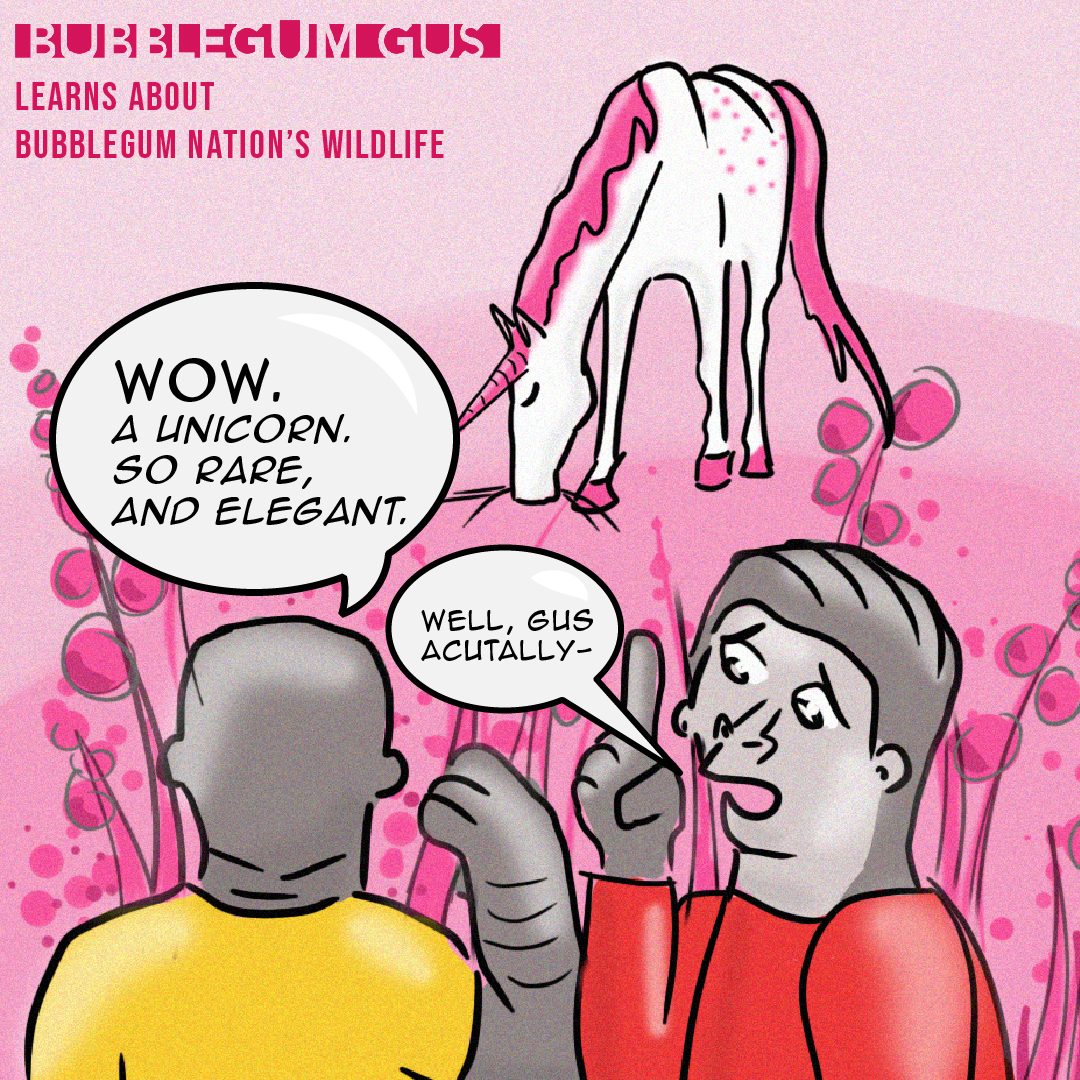 BUBBLEGUM GUS
LEARNS ABOUT
BUBBLEGUM NATION'S WILDLIFE
WOW.
A UNICORN.
SO RARE,
AND ELEGANT.
WELL, GUS
ACUTALLY-